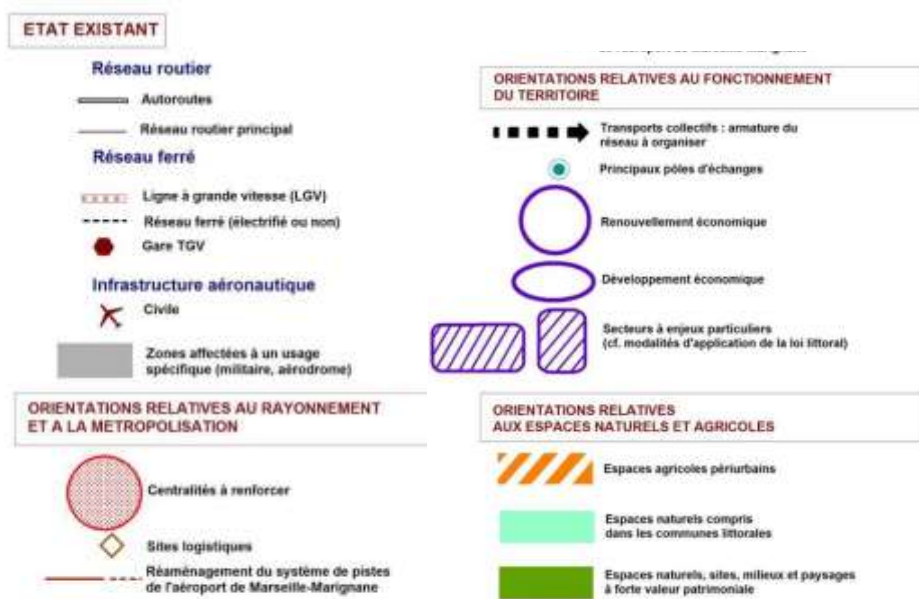 ETAT EXISTANT
Réseau routier
Autoroutes
Réseau routier principal
Réseau ferré
Ligne à grande vitesse (LGV)
Réseau ferré (électrifié ou non)
Gare TGV
Infrastructure aéronautique
Civile
Zones affectées à un usage
spécifique (militaire, aérodrome)
ORIENTATIONS RELATIVES AU RAYONNEMENT
ET A LA METROPOLISATION
Centralités à renforcer
Sites logistiques
Réaménagement du système de pistes
de l'aéroport de Marseille-Marignane
ORIENTATIONS RELATIVES AU FONCTIONNEMENT
DU TERRITOIRE
Transports collectifs : armature du
réseau à organiser
Principaux pôles d'échanges
Renouvellement économique
Développement économique
Secteurs à enjeux particuliers
(cf. modalités d'application de la loi littoral)
ORIENTATIONS RELATIVES
AUX ESPACES NATURELS ET AGRICOLES
Espaces agricoles périurbains
Espaces naturels compris
dans les communes littorales
Espaces naturels, sites, milieux et paysages
à forte valeur patrimoniale